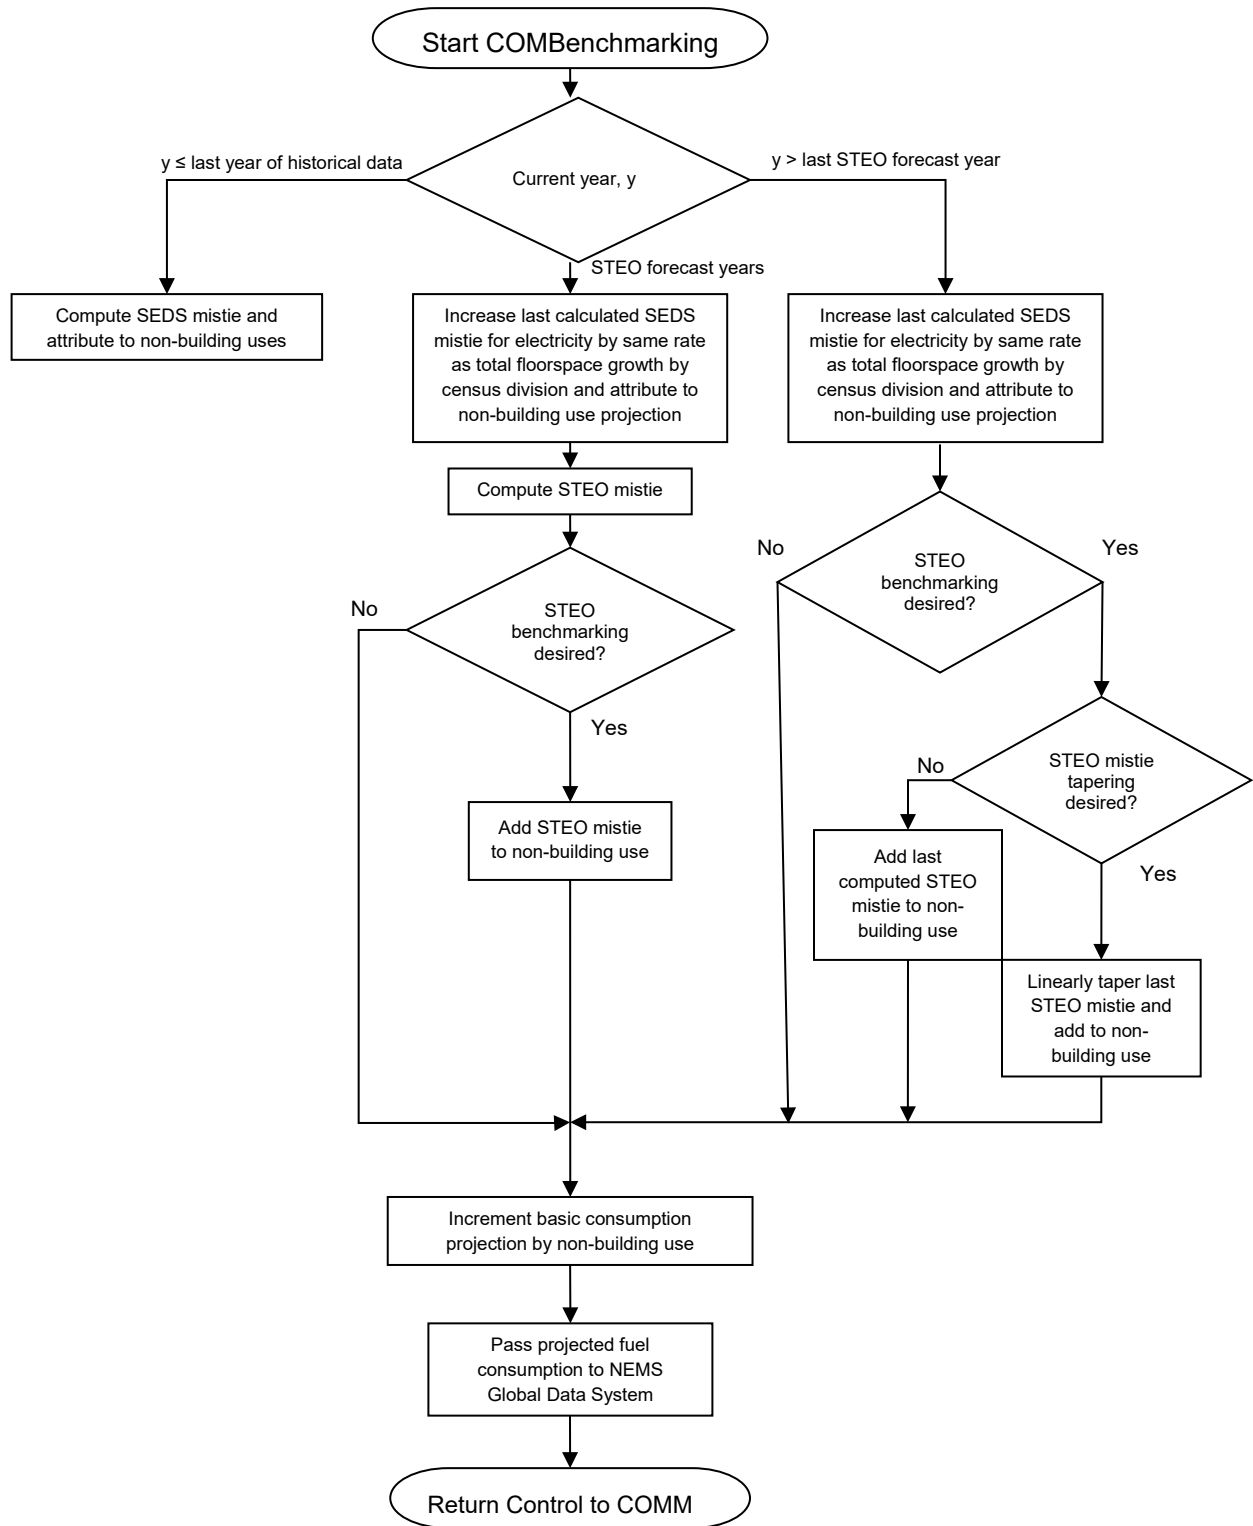 Start COMBenchmarking
y ≤ last year of historical data
Current year, y
y > last STEO forecast year
STEO forecast years
Compute SEDS mistie and
attribute to non-building uses
Increase last calculated SEDS
mistie for electricity by same rate
as total floorspace growth by
census division and attribute to
non-building use projection
Increase last calculated SEDS
mistie for electricity by same rate
as total floorspace growth by
census division and attribute to
non-building use projection
Compute STEO mistie
No
STEO
benchmarking
desired?
Yes
No
STEO
benchmarking
desired?
Yes
Add STEO mistie
to non-building use
No
STEO mistie
tapering
desired?
Yes
Add last
computed STEO
mistie to non-
building use
Linearly taper last
STEO mistie and
add to non-
building use
Increment basic consumption
projection by non-building use
Pass projected fuel
consumption to NEMS
Global Data System
Return Control to COMM